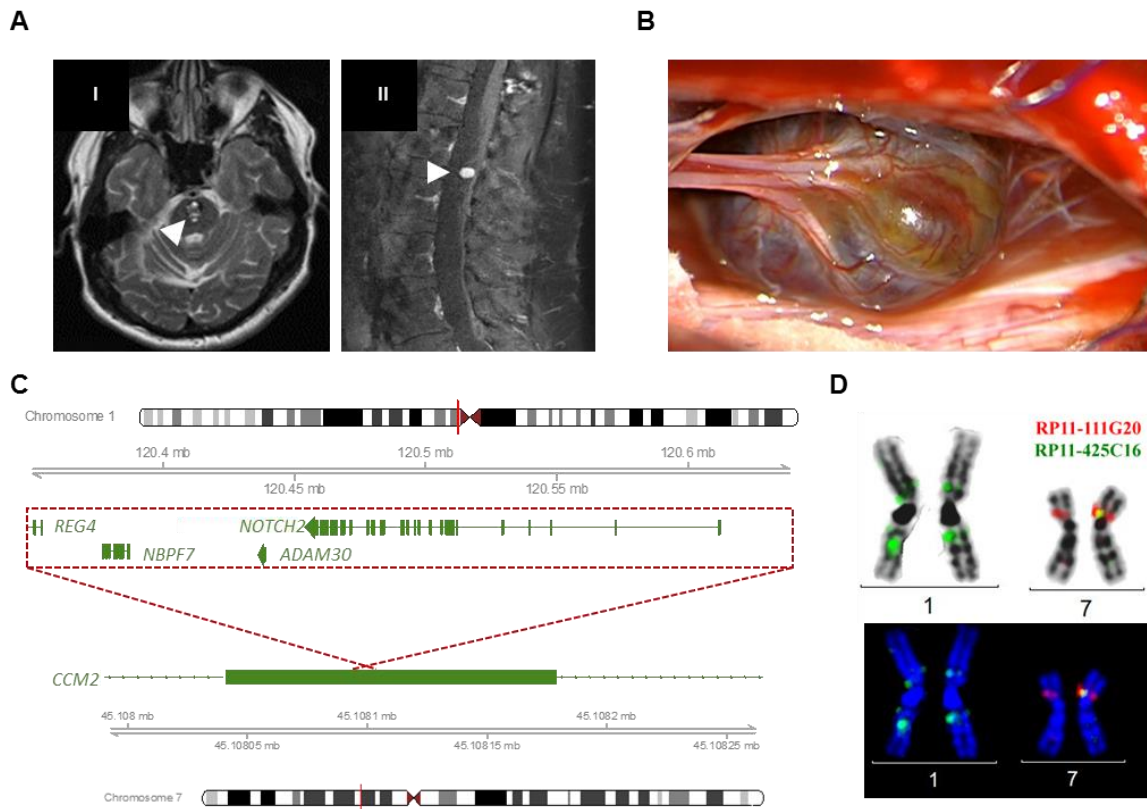 A
B
I
II
C
D
Chromosome 1
120.4 mb
120.5 mb
120.6 mb
120.45 mb
120.55 mb
REG4
NOTCH2
NBPF7
ADAM30
CCM2
45.108 mb
45.1081 mb
45.1082 mb
45.10805 mb
45.10815 mb
45.10825 mb
Chromosome 7
RP11-111G20
RP11-425C16
1
7
1
7